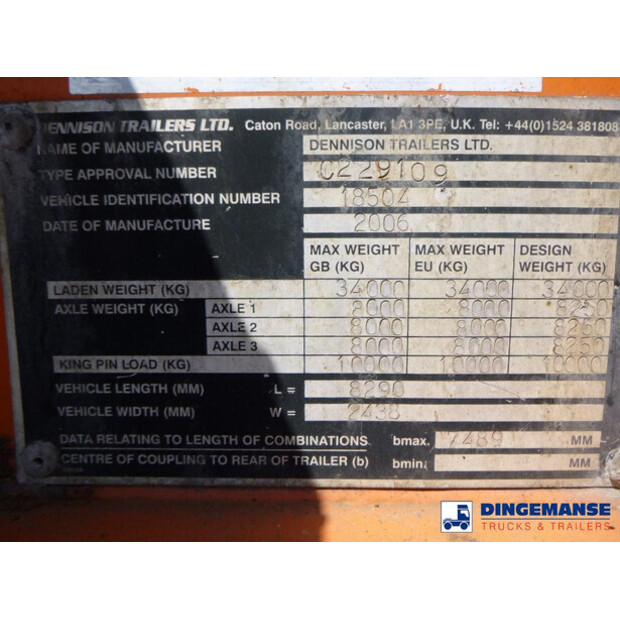 DENNISON TRAILERS LTD. Caton Road, Lancaster, LA1 3PE, U.K. Tel: +44(0)1524 381808
NAME OF MANUFACTURER DENNISON TRAILERS LTD.
TYPE APPROVAL NUMBER C229109
VEHICLE IDENTIFICATION NUMBER 18504
DATE OF MANUFACTURE 2006
MAX WEIGHT GB (KG) MAX WEIGHT EU (KG) DESIGN WEIGHT (KG)
LADEN WEIGHT (KG) 34000 34000 34000
AXLE WEIGHT (KG) AXLE 1 8000 8000 8250
AXLE 2 8000 8000 8250
AXLE 3 8000 8000 8250
KING PIN LOAD (KG) 10000 10000 10000
VEHICLE LENGTH (MM) L = 8290
VEHICLE WIDTH (MM) W = 2438
DATA RELATING TO LENGTH OF COMBINATIONS bmax. 7489 MM
CENTRE OF COUPLING TO REAR OF TRAILER (b) bmin. MM
DINGEMANSE
TRUCKS & TRAILERS